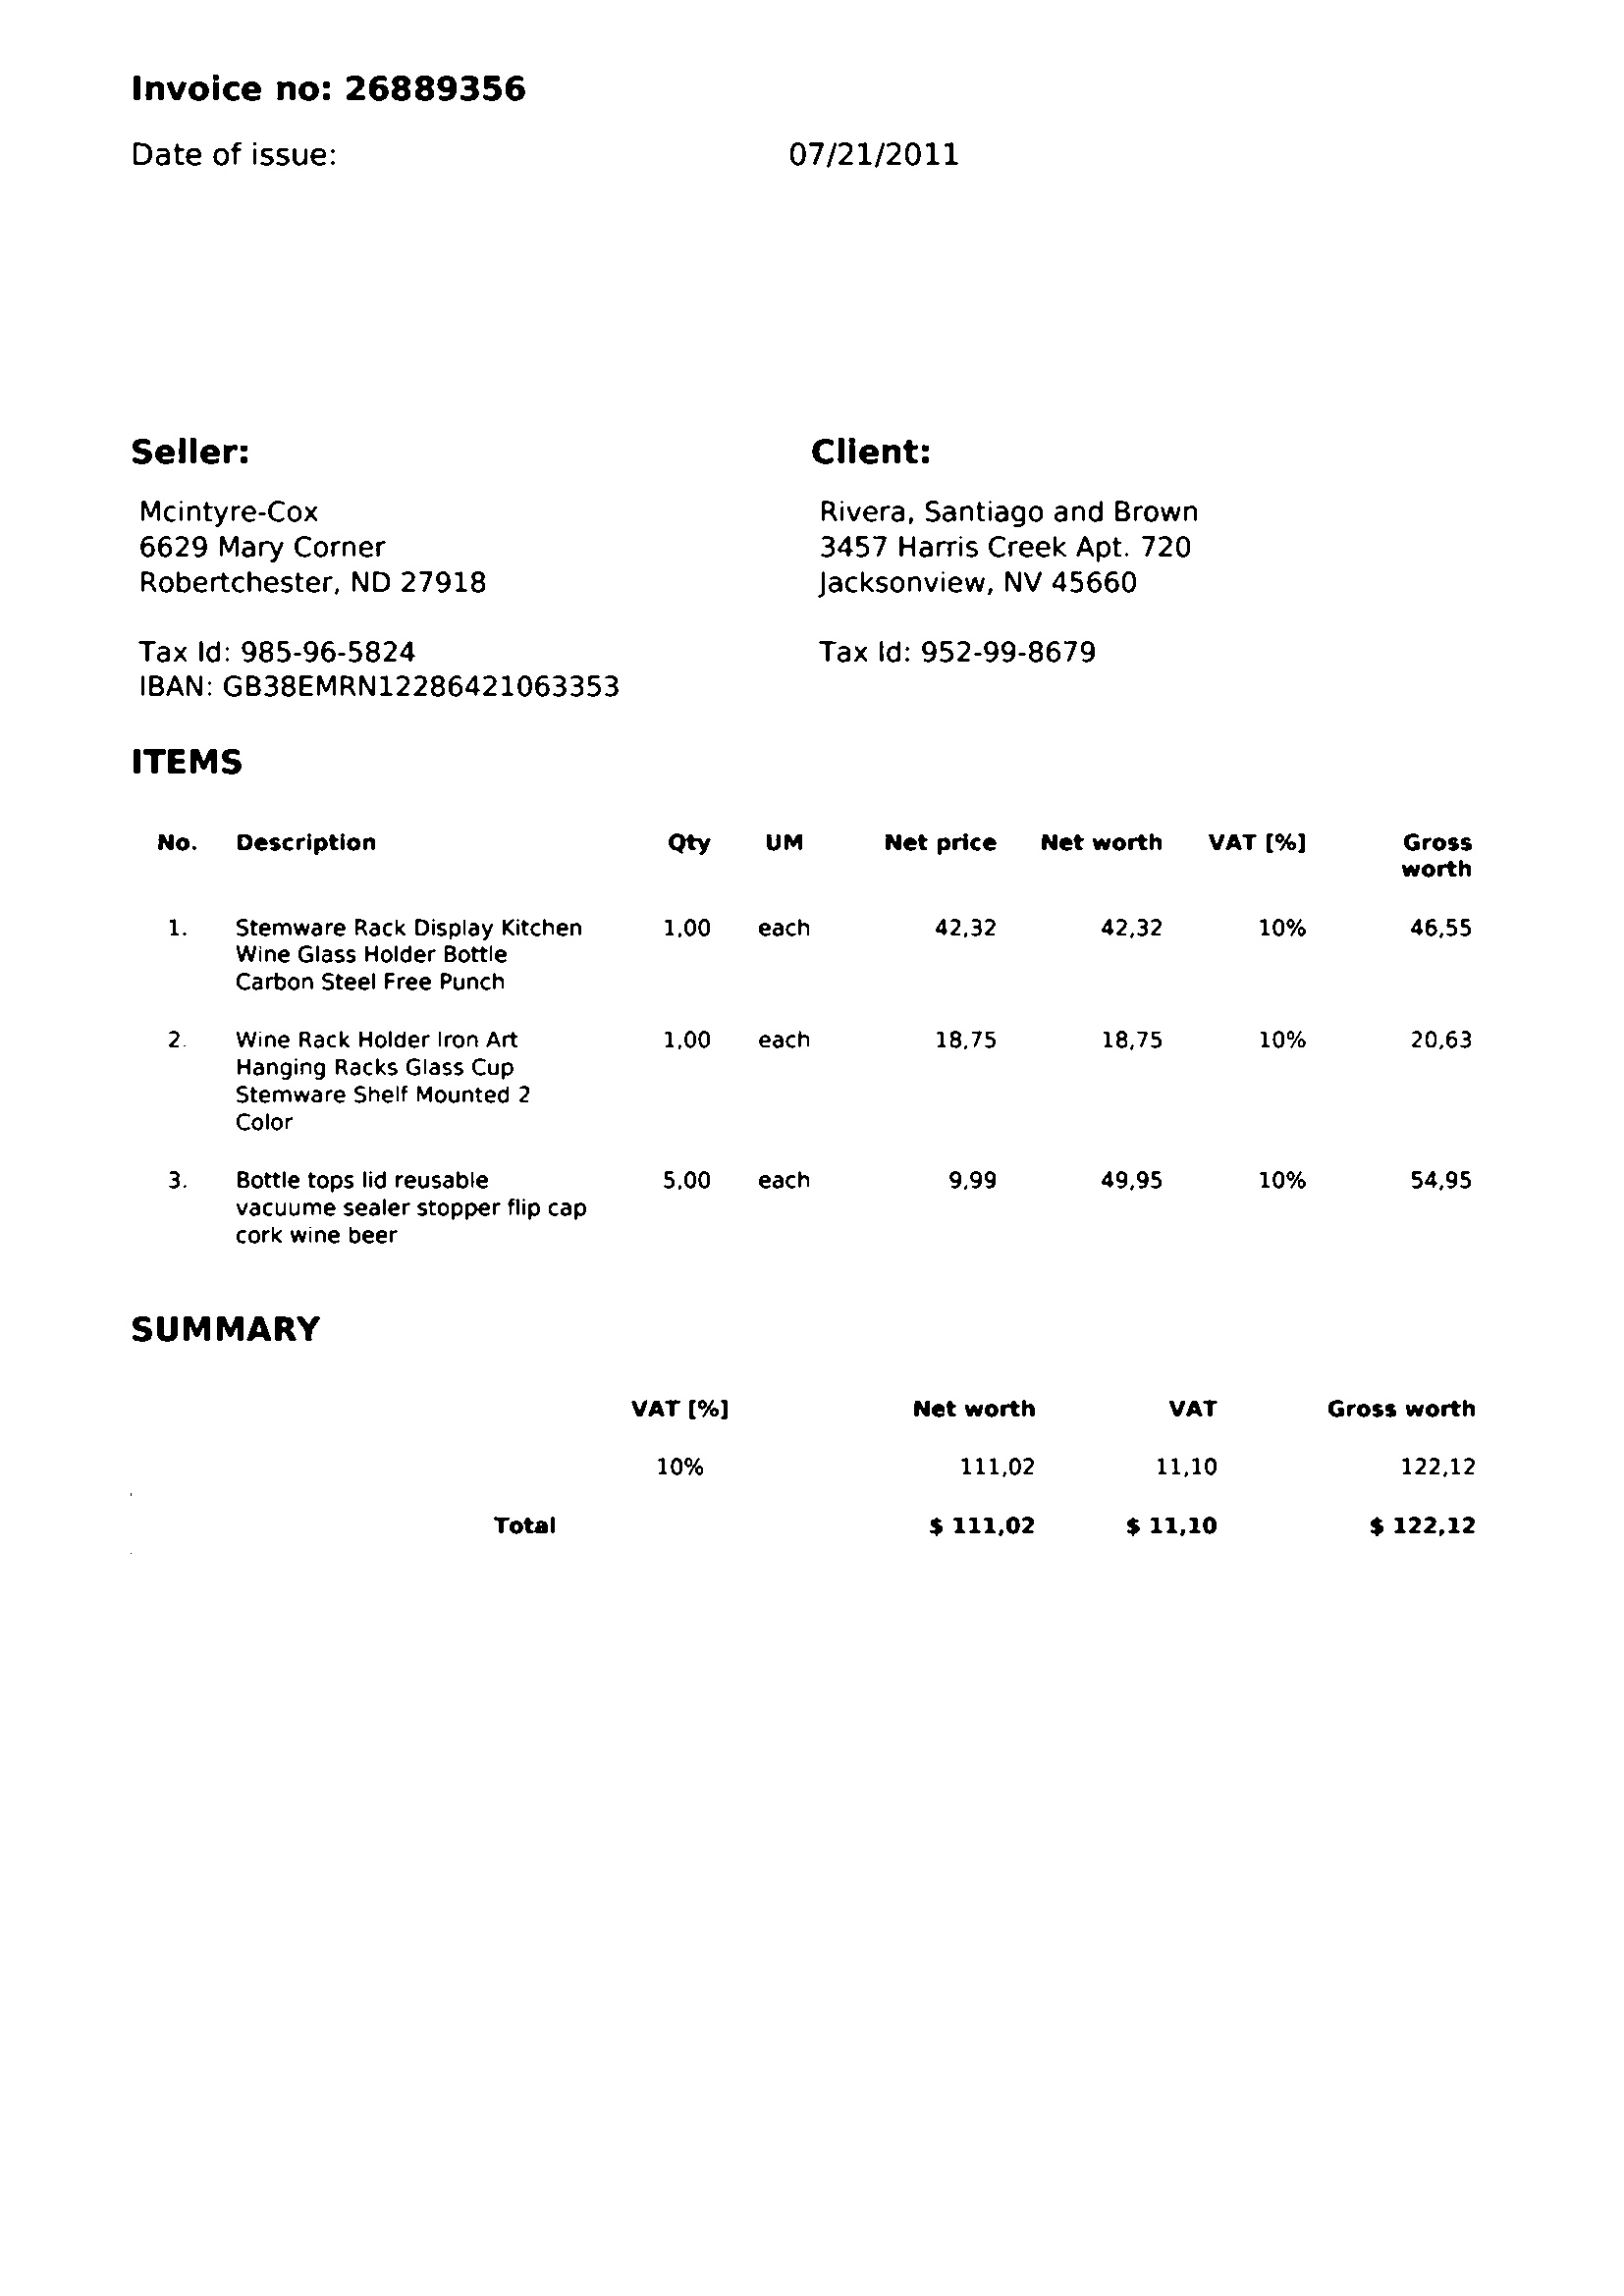 Invoice no: 26889356
Date of issue: 07/21/2011
Seller: Client:
Mcintyre-Cox Rivera, Santiago and Brown
6629 Mary Corner 3457 Harris Creek Apt. 720
Robertchester, ND 27918 Jacksonview, NV 45660
Tax Id: 985-96-5824 Tax Id: 952-99-8679
IBAN: GB38EMRN12286421063353
ITEMS
No. Description Qty UM Net price Net worth VAT [%] Gross
worth
1. Stemware Rack Display Kitchen 1,00 each 42,32 42,32 10% 46,55
Wine Glass Holder Bottle
Carbon Steel Free Punch
2. Wine Rack Holder Iron Art 1,00 each 18,75 18,75 10% 20,63
Hanging Racks Glass Cup
Stemware Shelf Mounted 2
Color
3. Bottle tops lid reusable 5,00 each 9,99 49,95 10% 54,95
vacuume sealer stopper flip cap
cork wine beer
SUMMARY
VAT [%] Net worth VAT Gross worth
10% 111,02 11,10 122,12
Total $ 111,02 $ 11,10 $ 122,12